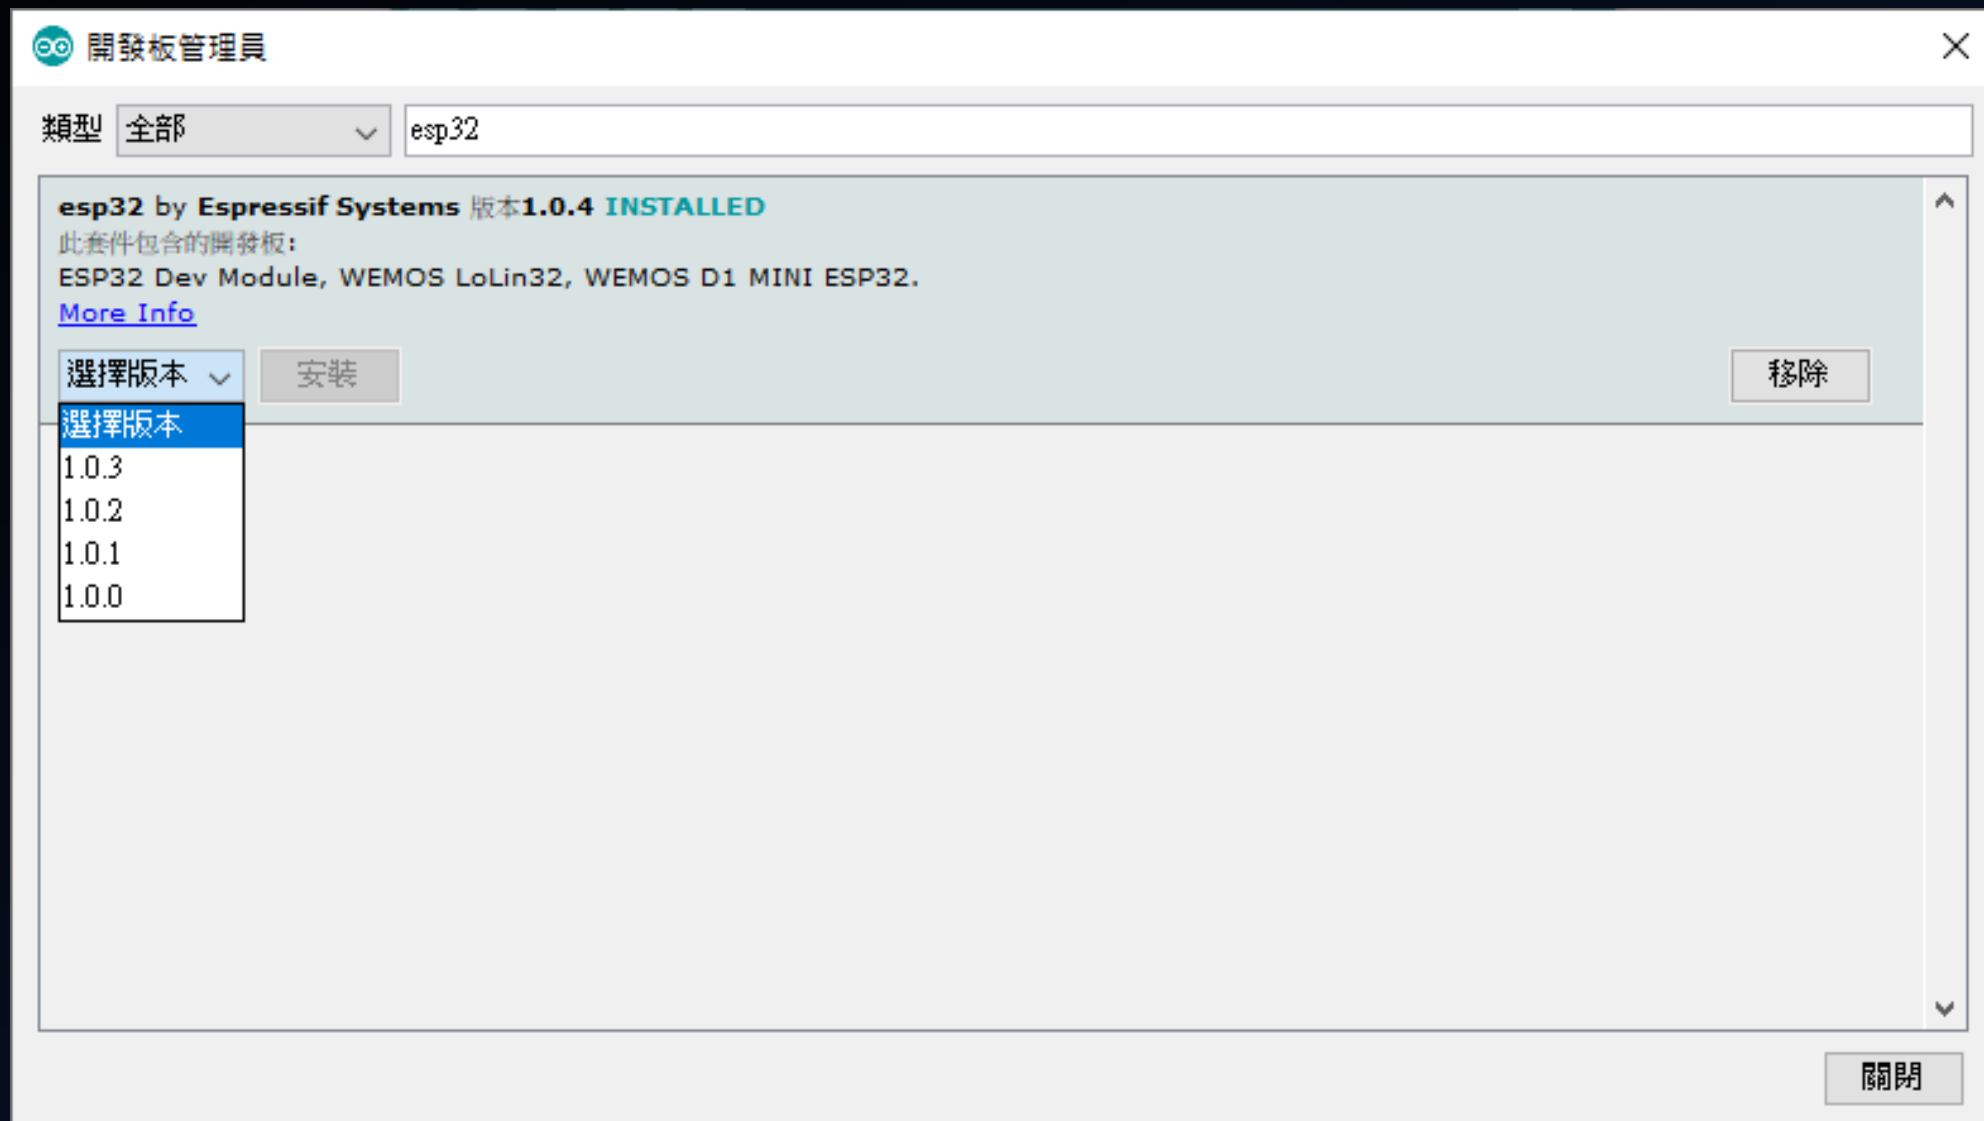 開發板管理員
類型 全部 esp32
esp32 by Espressif Systems 版本1.0.4 INSTALLED
此套件包含的開發板:
ESP32 Dev Module, WEMOS LoLin32, WEMOS D1 MINI ESP32.
More Info
選擇版本 安裝 移除
選擇版本
1.0.3
1.0.2
1.0.1
1.0.0
關閉